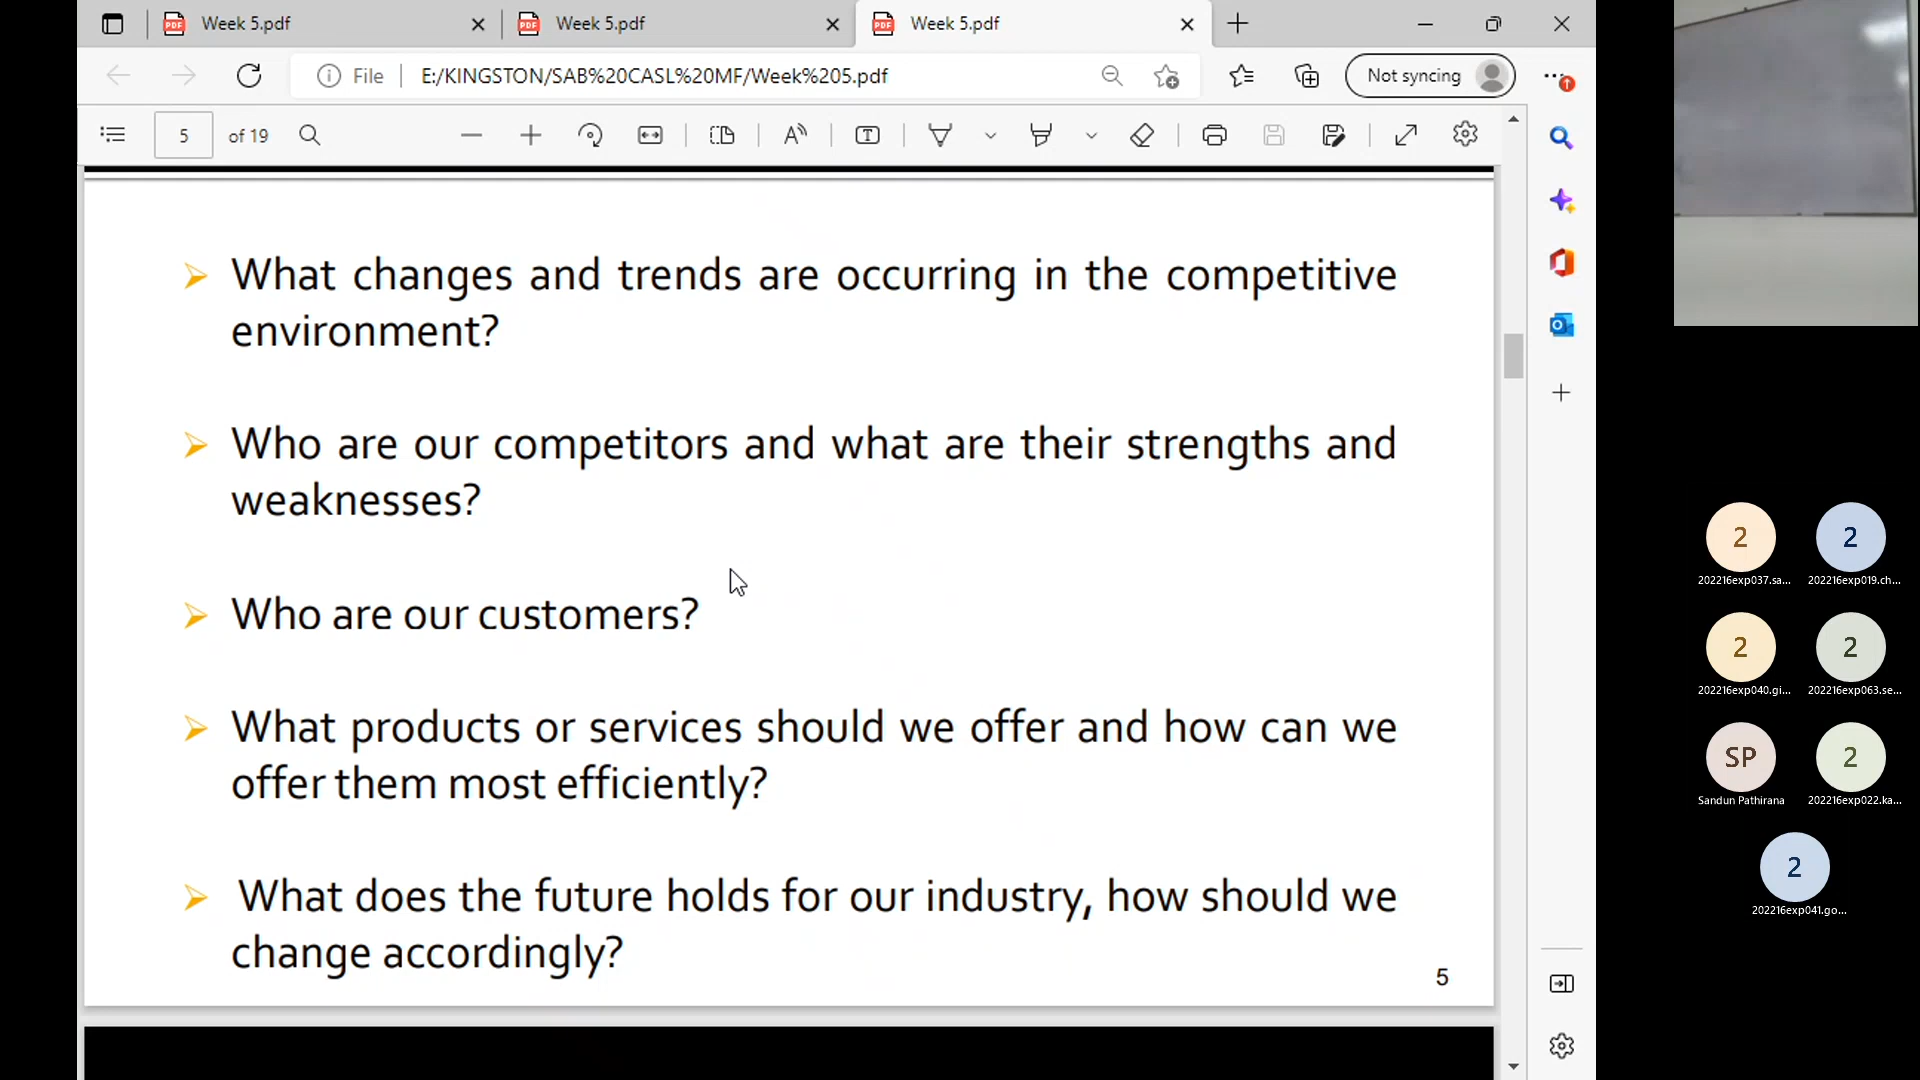 Week 5.pdf
Week 5.pdf
Week 5.pdf
File
E:/KINGSTON/SAB%20CASL%20MF/Week%205.pdf
Not syncing
5 of 19
What changes and trends are occurring in the competitive
environment?
Who are our competitors and what are their strengths and
weaknesses?
Who are our customers?
What products or services should we offer and how can we
offer them most efficiently?
What does the future holds for our industry, how should we
change accordingly?
5
2
202216exp037.sa...
2
202216exp019.ch...
2
202216exp040.gi...
2
202216exp063.se...
SP
Sandun Pathirana
2
202216exp022.ka...
2
202216exp041.go...